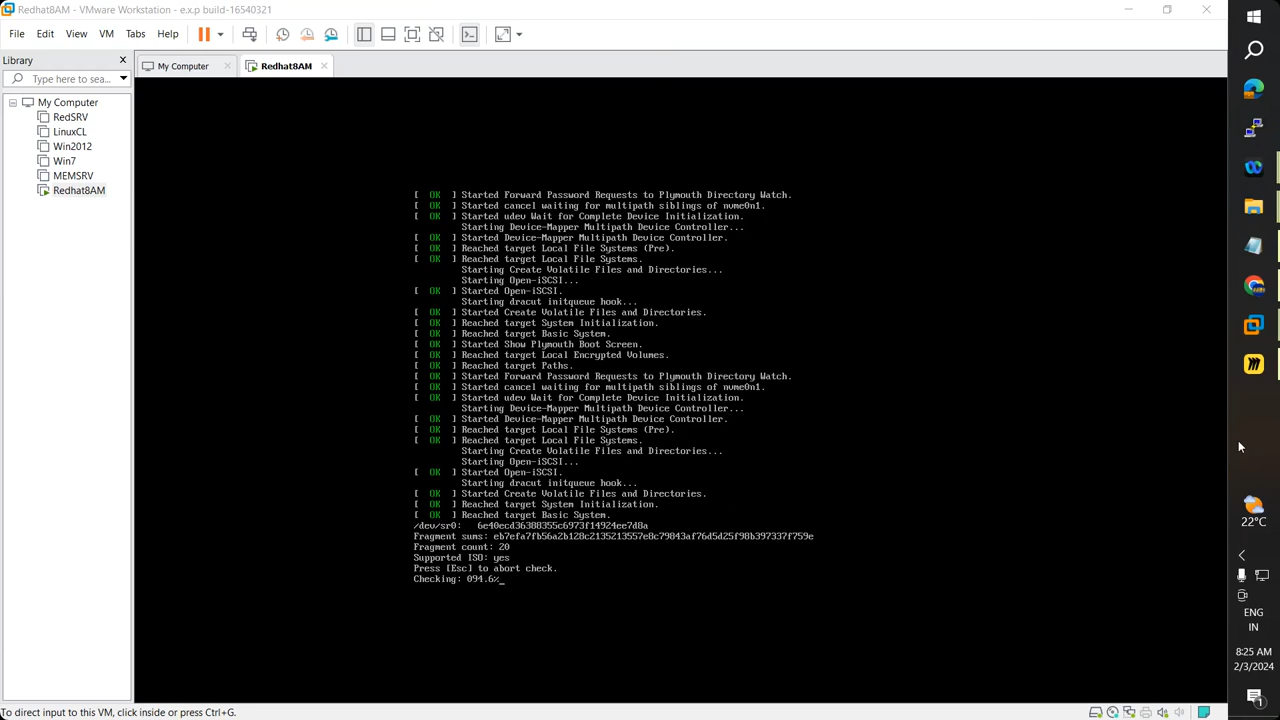 Redhat8AM - VMware Workstation - e.x.p build-16540321
File Edit View VM Tabs Help
Library
Type here to sea...
My Computer
RedSRV
LinuxCL
Win2012
Win7
MEMSRV
Redhat8AM
My Computer
Redhat8AM
[  OK  ] Started Forward Password Requests to Plymouth Directory Watch.
[  OK  ] Started cancel waiting for multipath siblings of nvme0n1.
[  OK  ] Started udev Wait for Complete Device Initialization.
Starting Device-Mapper Multipath Device Controller...
[  OK  ] Started Device-Mapper Multipath Device Controller.
[  OK  ] Reached target Local File Systems (Pre).
[  OK  ] Reached target Local File Systems.
Starting Create Volatile Files and Directories...
Starting Open-iSCSI...
[  OK  ] Started Open-iSCSI.
Starting dracut initqueue hook...
[  OK  ] Started Create Volatile Files and Directories.
[  OK  ] Reached target System Initialization.
[  OK  ] Reached target Basic System.
[  OK  ] Started Show Plymouth Boot Screen.
[  OK  ] Reached target Local Encrypted Volumes.
[  OK  ] Reached target Paths.
[  OK  ] Started Forward Password Requests to Plymouth Directory Watch.
[  OK  ] Started cancel waiting for multipath siblings of nvme0n1.
[  OK  ] Started udev Wait for Complete Device Initialization.
Starting Device-Mapper Multipath Device Controller...
[  OK  ] Started Device-Mapper Multipath Device Controller.
[  OK  ] Reached target Local File Systems (Pre).
[  OK  ] Reached target Local File Systems.
Starting Create Volatile Files and Directories...
Starting Open-iSCSI...
[  OK  ] Started Open-iSCSI.
Starting dracut initqueue hook...
[  OK  ] Started Create Volatile Files and Directories.
[  OK  ] Reached target System Initialization.
[  OK  ] Reached target Basic System.
/dev/sr0:   6e40ecd36388355c6973f14924ee7d8a
Fragment sums: eb7efa7fb56a2b128c2135213557e8c79843af76d5d25f98b397337f759e
Fragment count: 20
Supported ISO: yes
Press [Esc] to abort check.
Checking: 094.6%_
22°C
ENG
IN
8:25 AM
2/3/2024
1
To direct input to this VM, click inside or press Ctrl+G.